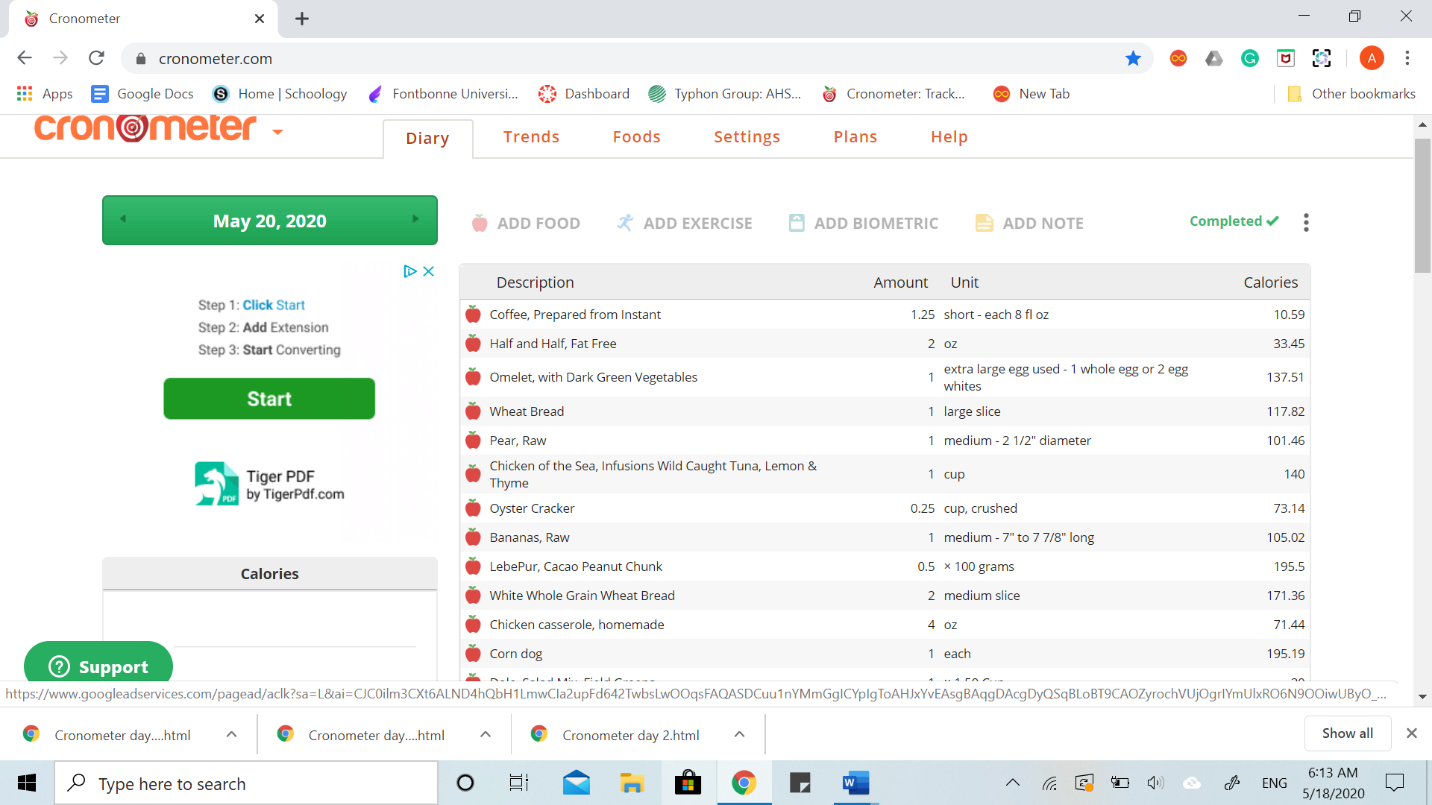 Cronometer
cronometer.com
A
Apps
Google Docs
Home | Schoology
Fontbonne Universi...
Dashboard
Typhon Group: AHS...
Cronometer: Track...
New Tab
Other bookmarks
cronometer
Diary
Trends
Foods
Settings
Plans
Help
May 20, 2020
ADD FOOD
ADD EXERCISE
ADD BIOMETRIC
ADD NOTE
Completed
Step 1: Click Start
Step 2: Add Extension
Step 3: Start Converting
Start
PDF
Tiger PDF
by TigerPdf.com
Calories
Support
Description Amount Unit Calories
Coffee, Prepared from Instant 1.25 short - each 8 fl oz 10.59
Half and Half, Fat Free 2 oz 33.45
Omelet, with Dark Green Vegetables 1 extra large egg used - 1 whole egg or 2 egg whites 137.51
Wheat Bread 1 large slice 117.82
Pear, Raw 1 medium - 2 1/2" diameter 101.46
Chicken of the Sea, Infusions Wild Caught Tuna, Lemon & Thyme 1 cup 140
Oyster Cracker 0.25 cup, crushed 73.14
Bananas, Raw 1 medium - 7" to 7 7/8" long 105.02
LebePur, Cacao Peanut Chunk 0.5 × 100 grams 195.5
White Whole Grain Wheat Bread 2 medium slice 171.36
Chicken casserole, homemade 4 oz 71.44
Corn dog 1 each 195.19
Cronometer day....html
Cronometer day....html
Cronometer day 2.html
Show all
Type here to search
ENG
6:13 AM
5/18/2020